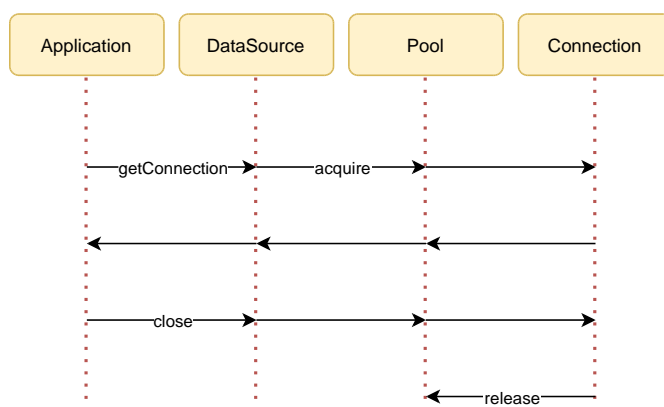 Application
DataSource
Pool
Connection
getConnection
acquire
close
release